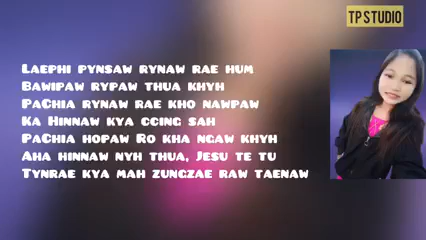 TP STUDIO
Laephi pynsaw rynaw rae hum
Bawipaw rypaw thua khyh
PaChia rynaw rae kho nawpaw
Ka Hinnaw kya ccing sah
PaChia hopaw Ro kha ngaw khyh
Aha hinnaw nyh thua, Jesu te tu
Tynrae kya mah zungzae raw taenaw